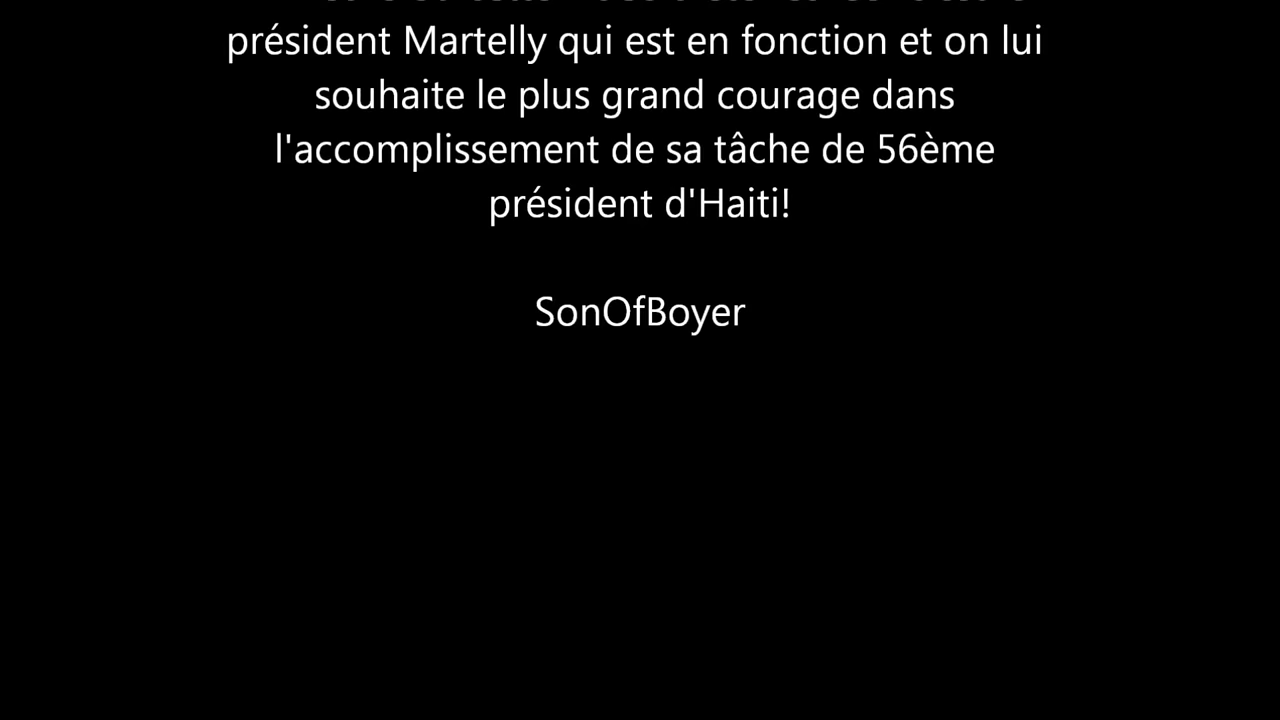 président Martelly qui est en fonction et on lui
souhaite le plus grand courage dans
l'accomplissement de sa tâche de 56ème
président d'Haiti!
SonOfBoyer